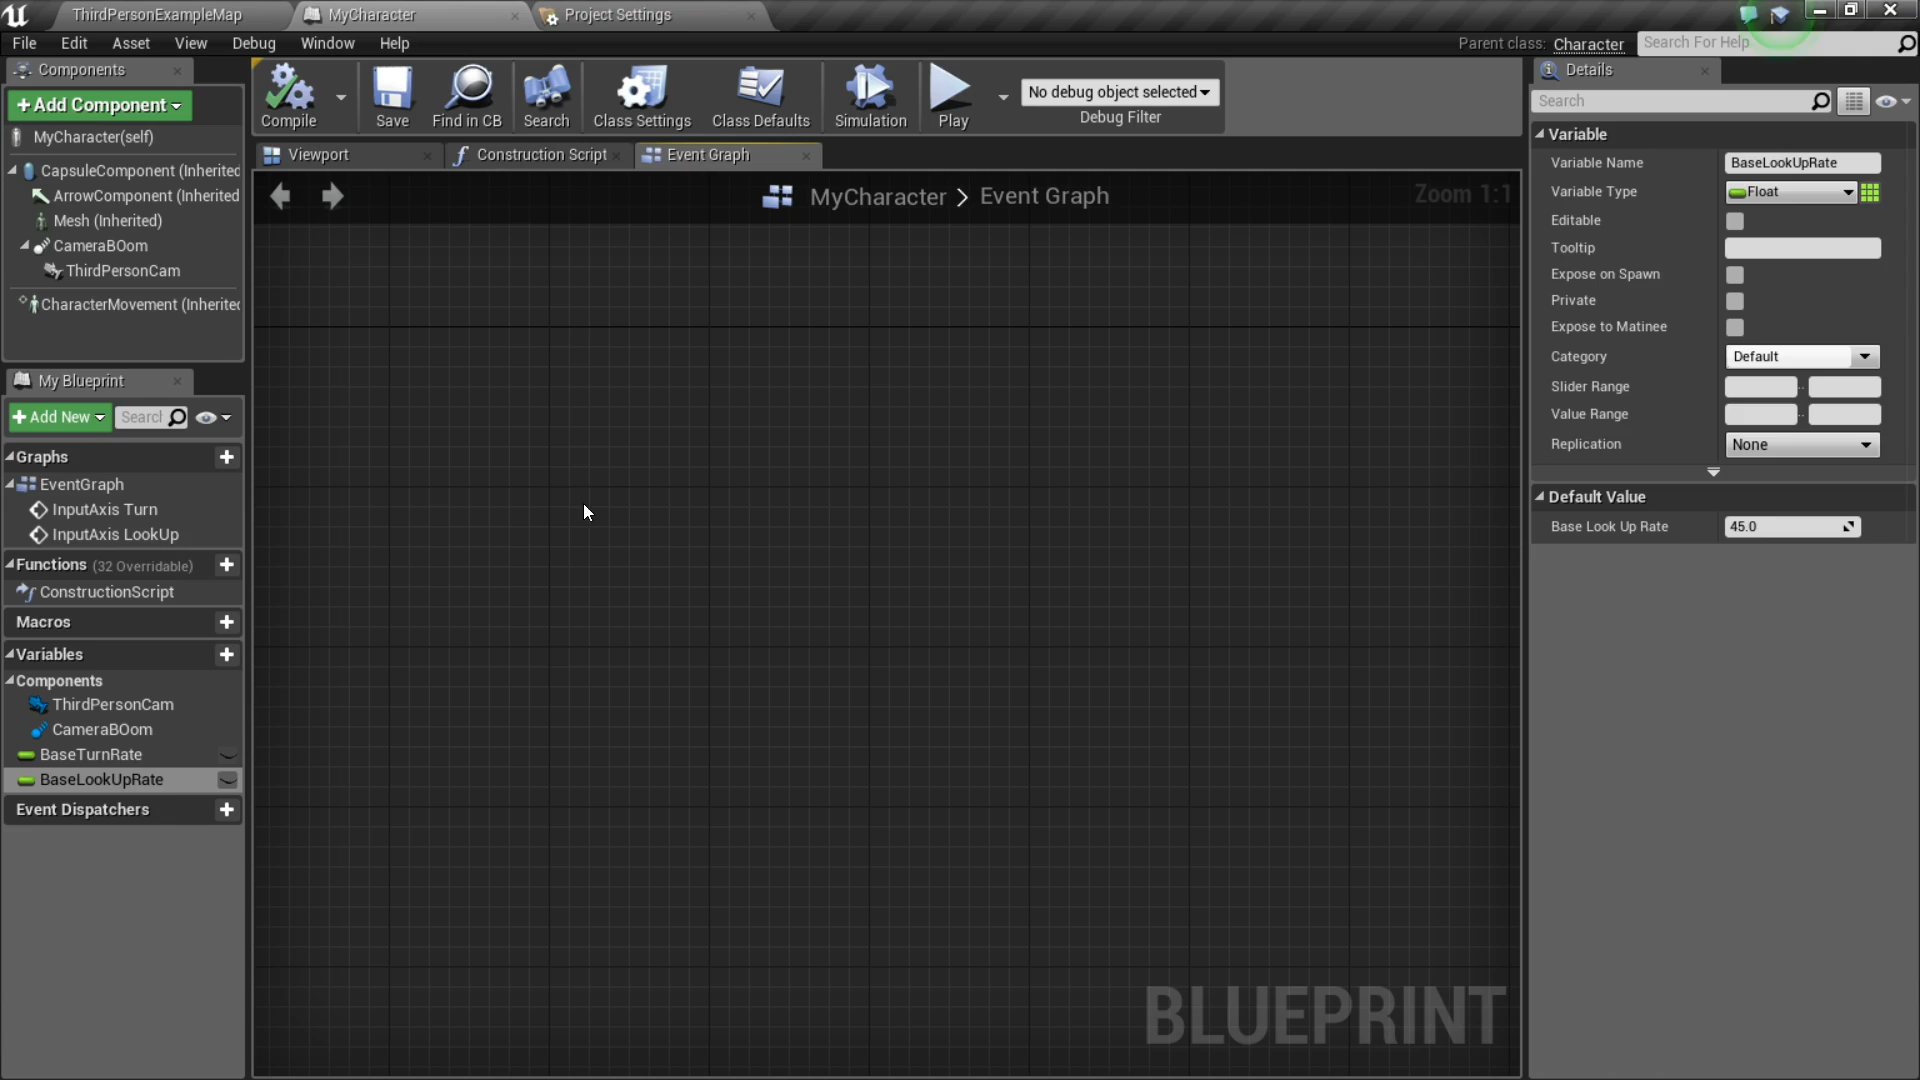 ThirdPersonExampleMap
MyCharacter
Project Settings
File Edit Asset View Debug Window Help
Parent class: Character
Search For Help
Components
+Add Component
MyCharacter(self)
CapsuleComponent (Inherited
ArrowComponent (Inherited
Mesh (Inherited)
CameraBOom
ThirdPersonCam
CharacterMovement (Inherited
My Blueprint
+Add New
Search
Graphs
EventGraph
InputAxis Turn
InputAxis LookUp
Functions (32 Overridable)
ConstructionScript
Macros
Variables
Components
ThirdPersonCam
CameraBOom
BaseTurnRate
BaseLookUpRate
Event Dispatchers
Compile
Save
Find in CB
Search
Class Settings
Class Defaults
Simulation
Play
No debug object selected
Debug Filter
Viewport
Construction Script
Event Graph
MyCharacter > Event Graph
Zoom 1:1
BLUEPRINT
Details
Search
Variable
Variable Name BaseLookUpRate
Variable Type Float
Editable
Tooltip
Expose on Spawn
Private
Expose to Matinee
Category Default
Slider Range
Value Range
Replication None
Default Value
Base Look Up Rate 45.0